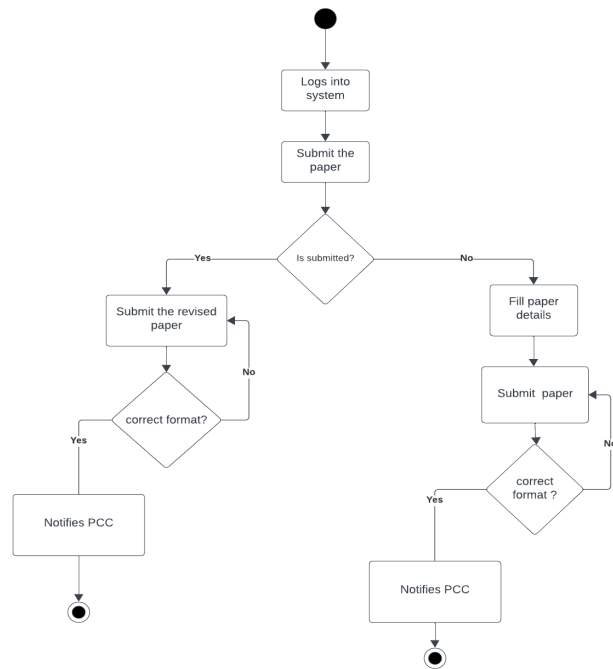 Logs into
system
Submit the
paper
Is submitted?
Yes
No
Submit the revised
paper
Fill paper
details
No
Submit  paper
correct format?
Yes
No
correct
format ?
Yes
Notifies PCC
Notifies PCC